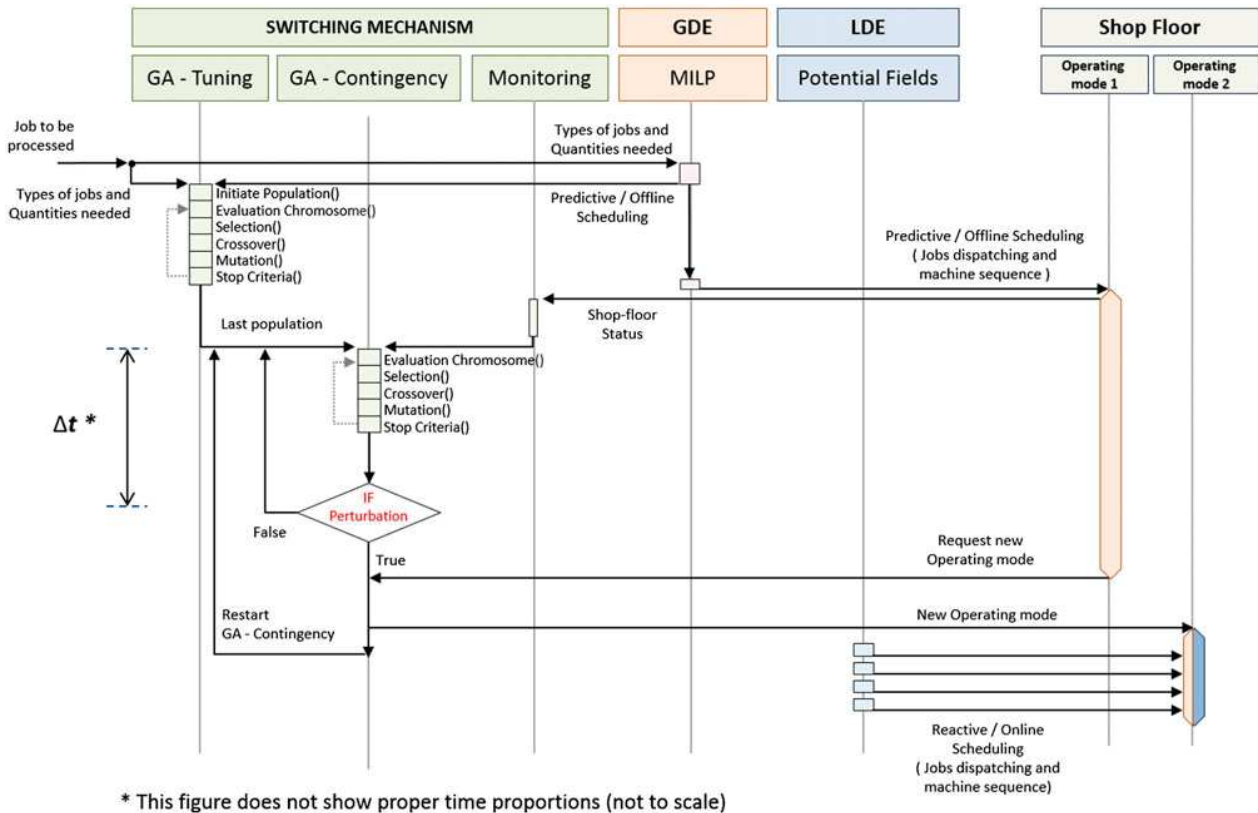 SWITCHING MECHANISM
GDE
LDE
Shop Floor
GA - Tuning
GA - Contingency
Monitoring
MILP
Potential Fields
Operating
mode 1
Operating
mode 2
Job to be
processed
Types of jobs and
Quantities needed
Types of jobs and
Quantities needed
Initiate Population()
Evaluation Chromosome()
Selection()
Crossover()
Mutation()
Stop Criteria()
Predictive / Offline
Scheduling
Predictive / Offline Scheduling
( Jobs dispatching and
machine sequence )
Shop-floor
Status
Last population
Evaluation Chromosome()
Selection()
Crossover()
Mutation()
Stop Criteria()
Δt *
IF
Perturbation
False
True
Request new
Operating mode
Restart
GA - Contingency
New Operating mode
Reactive / Online
Scheduling
( Jobs dispatching and
machine sequence)
* This figure does not show proper time proportions (not to scale)